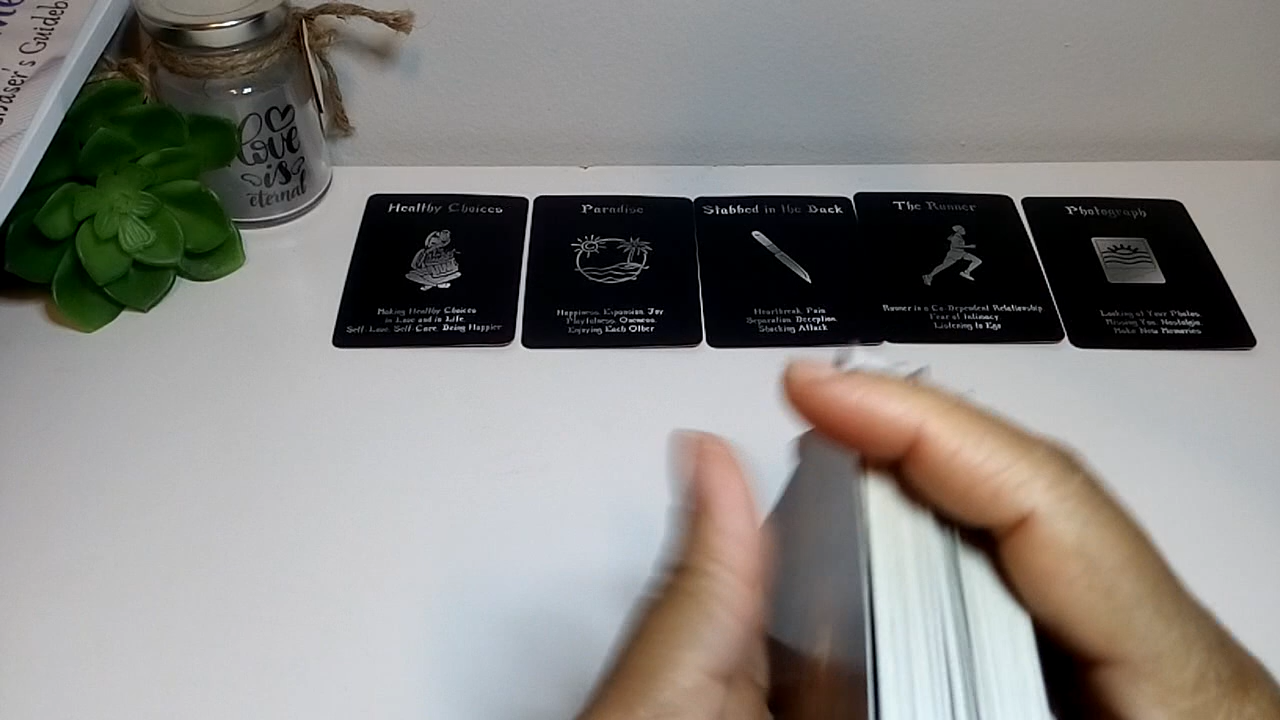 haser's Guideb
love
is
eternal
Healthy Choices
Making Healthy Choices
in Love and in Life
Self-Love, Self-Care, Being Happier
Paradise
Happiness, Expansion, Joy
Playfulness, Oneness,
Enjoying Each Other
Stabbed in the Back
Heartbreak, Pain
Separation, Deception,
Shocking Attack
The Runner
Runner is a Co-Dependent Relationship
Fear of Intimacy
Listening to Ego
Photograph
Looking at Your Photos
Missing You, Nostalgia,
Make New Memories